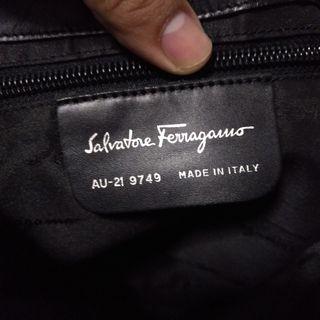 Salvatore Ferragamo
AU-21 9749 MADE IN ITALY